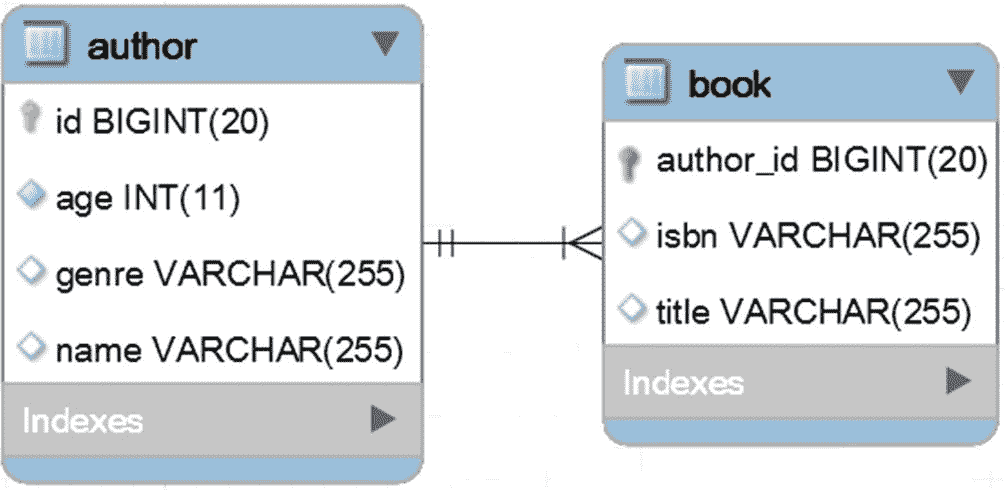 author
id BIGINT(20)
age INT(11)
genre VARCHAR(255)
name VARCHAR(255)
Indexes
book
author_id BIGINT(20)
isbn VARCHAR(255)
title VARCHAR(255)
Indexes